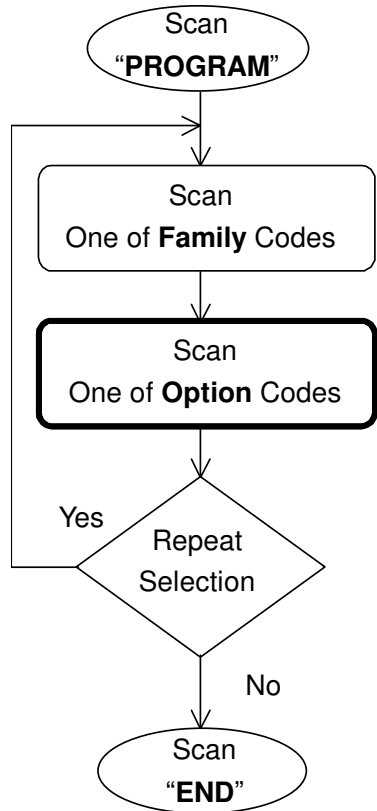 Scan
“PROGRAM”
Scan
One of Family Codes
Scan
One of Option Codes
Yes
Repeat
Selection
No
Scan
“END”